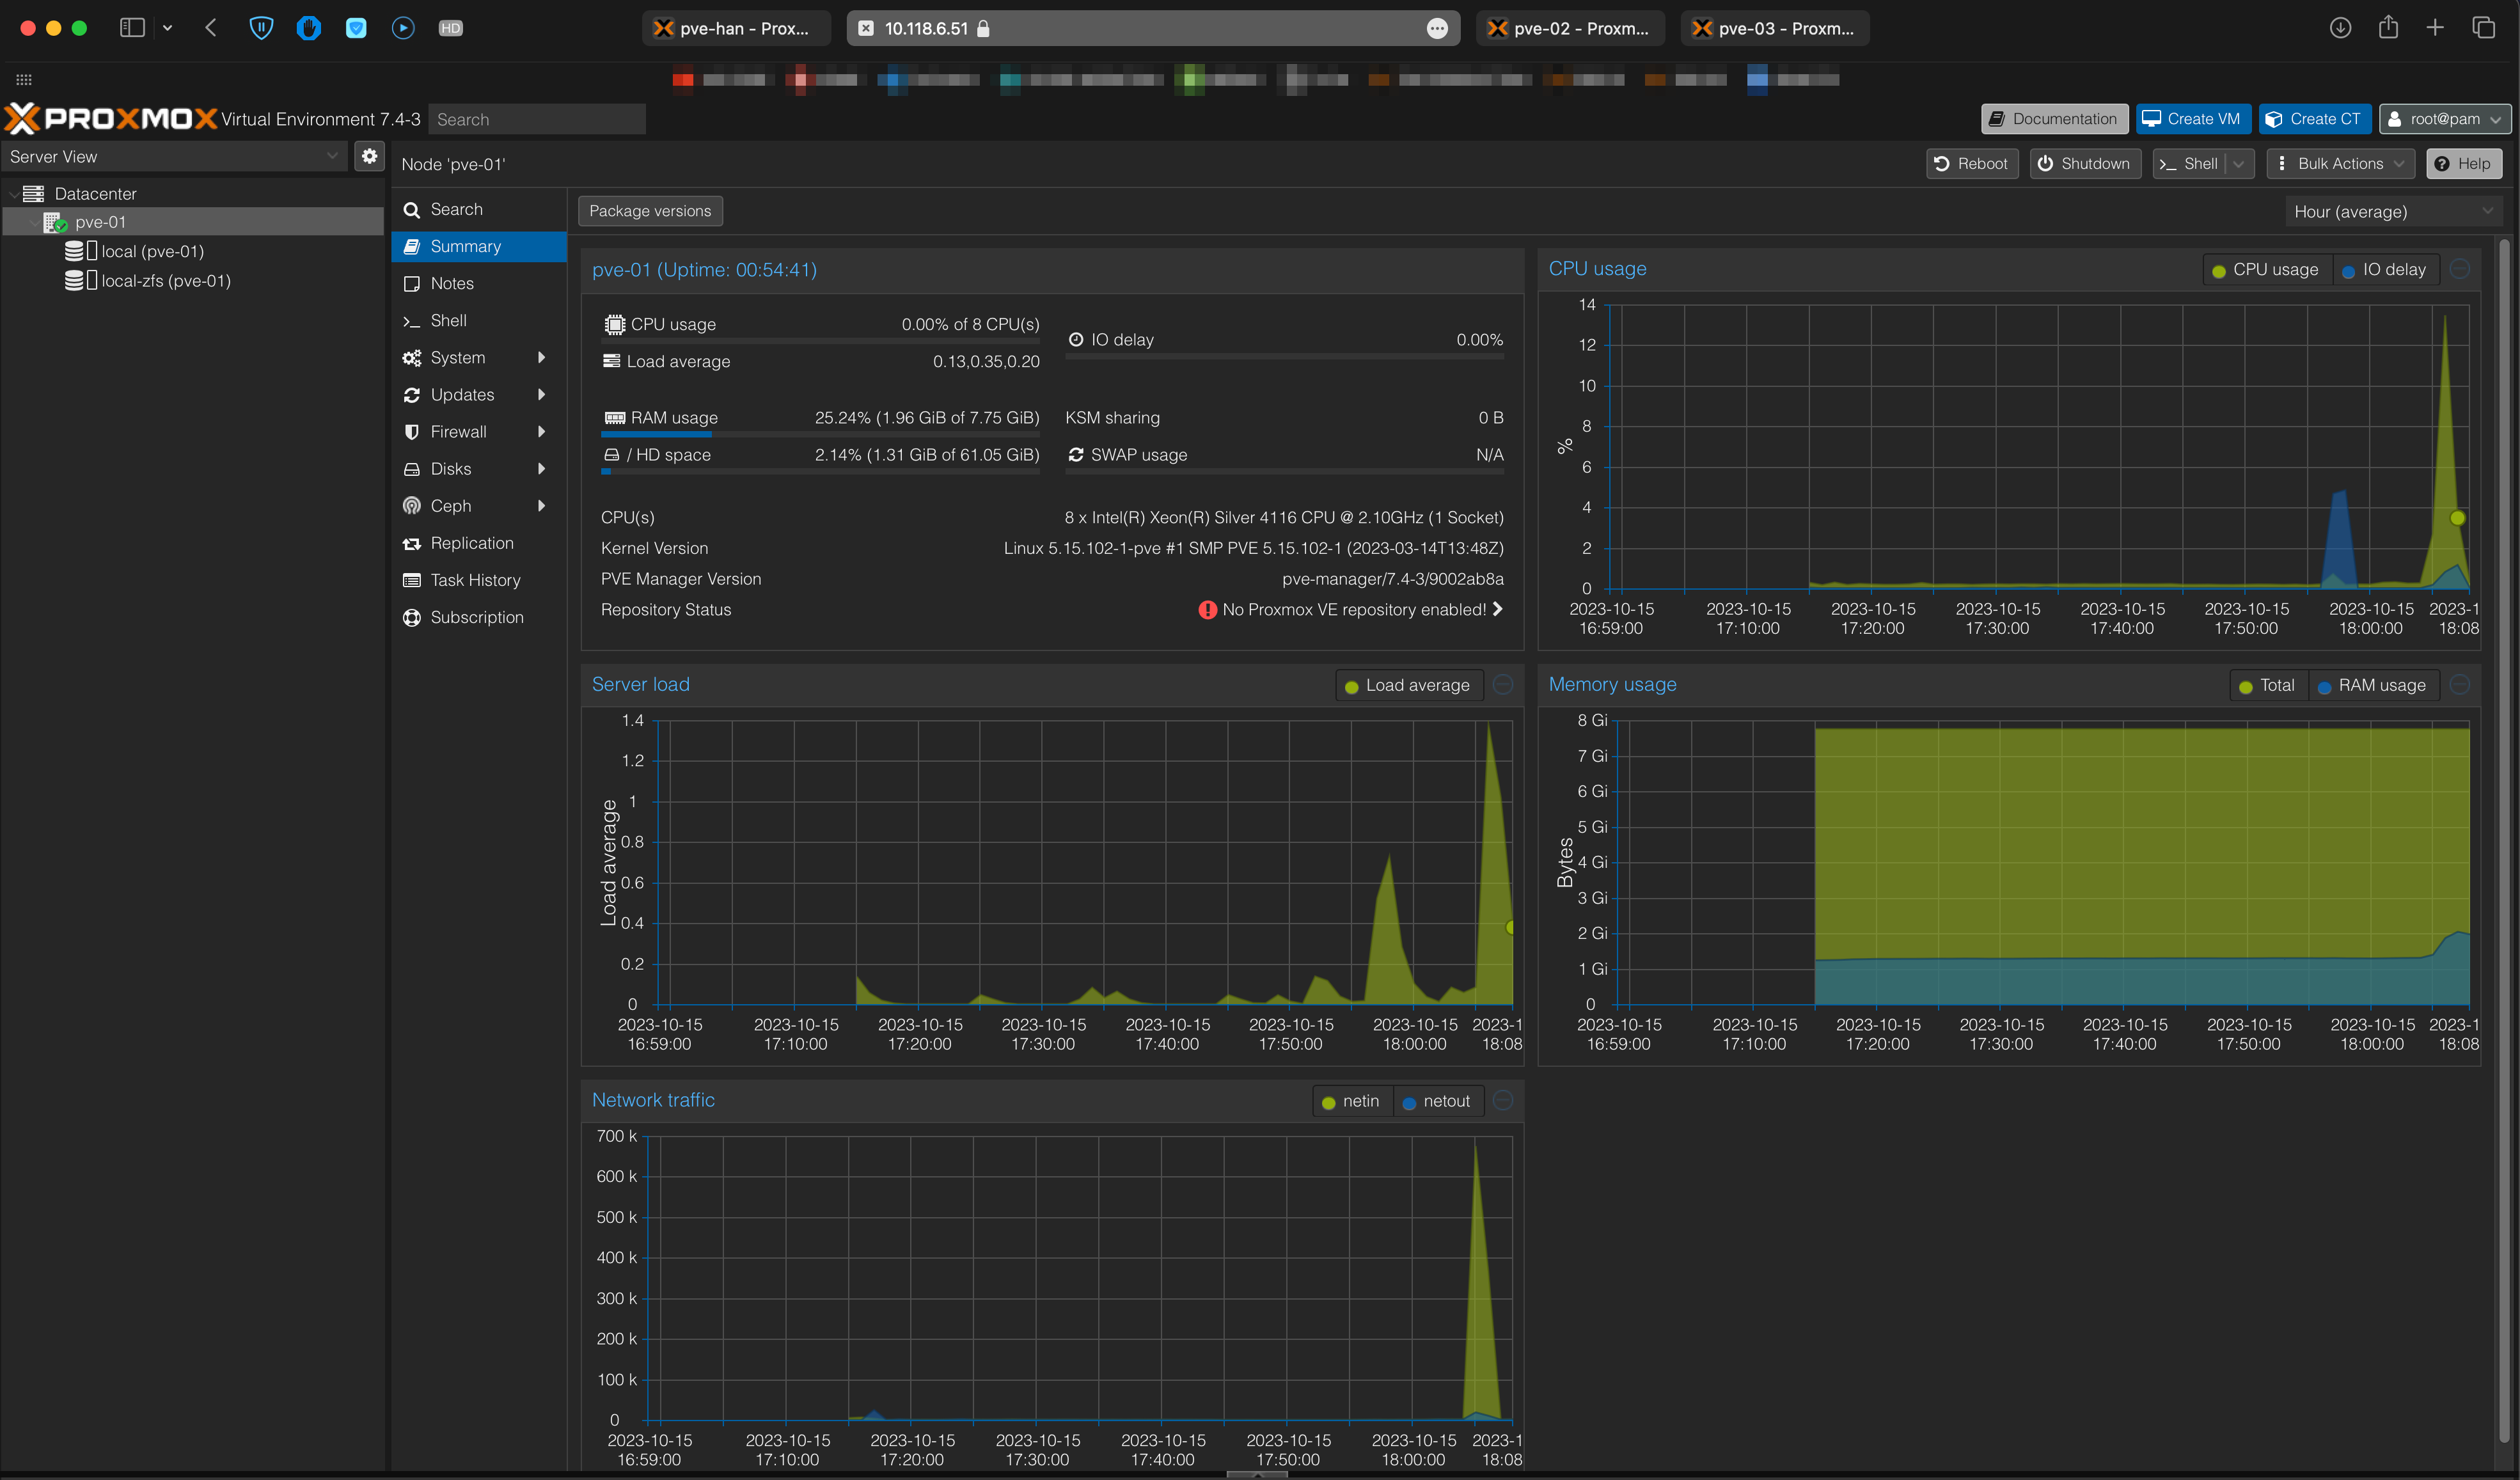 HD
pve-han - Prox...
10.118.6.51
pve-02 - Proxm...
pve-03 - Proxm...
PROXMOX Virtual Environment 7.4-3
Search
Documentation
Create VM
Create CT
root@pam
Server View
Node 'pve-01'
Reboot
Shutdown
Shell
Bulk Actions
Help
Datacenter
pve-01
local (pve-01)
local-zfs (pve-01)
Search
Summary
Notes
Shell
System
Updates
Firewall
Disks
Ceph
Replication
Task History
Subscription
Package versions
Hour (average)
pve-01 (Uptime: 00:54:41)
CPU usage 0.00% of 8 CPU(s)
IO delay 0.00%
Load average 0.13,0.35,0.20
RAM usage 25.24% (1.96 GiB of 7.75 GiB)
KSM sharing 0 B
/ HD space 2.14% (1.31 GiB of 61.05 GiB)
SWAP usage N/A
CPU(s) 8 x Intel(R) Xeon(R) Silver 4116 CPU @ 2.10GHz (1 Socket)
Kernel Version Linux 5.15.102-1-pve #1 SMP PVE 5.15.102-1 (2023-03-14T13:48Z)
PVE Manager Version pve-manager/7.4-3/9002ab8a
Repository Status No Proxmox VE repository enabled!
CPU usage
CPU usage IO delay
14
12
10
8
6
4
2
0
%
2023-10-15 2023-10-15 2023-10-15 2023-10-15 2023-10-15 2023-10-15 2023-10-15 2023-1
16:59:00 17:10:00 17:20:00 17:30:00 17:40:00 17:50:00 18:00:00 18:08
Server load
Load average
1.4
1.2
1
0.8
0.6
0.4
0.2
0
Load average
2023-10-15 2023-10-15 2023-10-15 2023-10-15 2023-10-15 2023-10-15 2023-10-15 2023-1
16:59:00 17:10:00 17:20:00 17:30:00 17:40:00 17:50:00 18:00:00 18:08
Memory usage
Total RAM usage
8 Gi
7 Gi
6 Gi
5 Gi
4 Gi
3 Gi
2 Gi
1 Gi
0
Bytes
2023-10-15 2023-10-15 2023-10-15 2023-10-15 2023-10-15 2023-10-15 2023-10-15 2023-1
16:59:00 17:10:00 17:20:00 17:30:00 17:40:00 17:50:00 18:00:00 18:08
Network traffic
netin netout
700 k
600 k
500 k
400 k
300 k
200 k
100 k
0
2023-10-15 2023-10-15 2023-10-15 2023-10-15 2023-10-15 2023-10-15 2023-10-15 2023-1
16:59:00 17:10:00 17:20:00 17:30:00 17:40:00 17:50:00 18:00:00 18:08